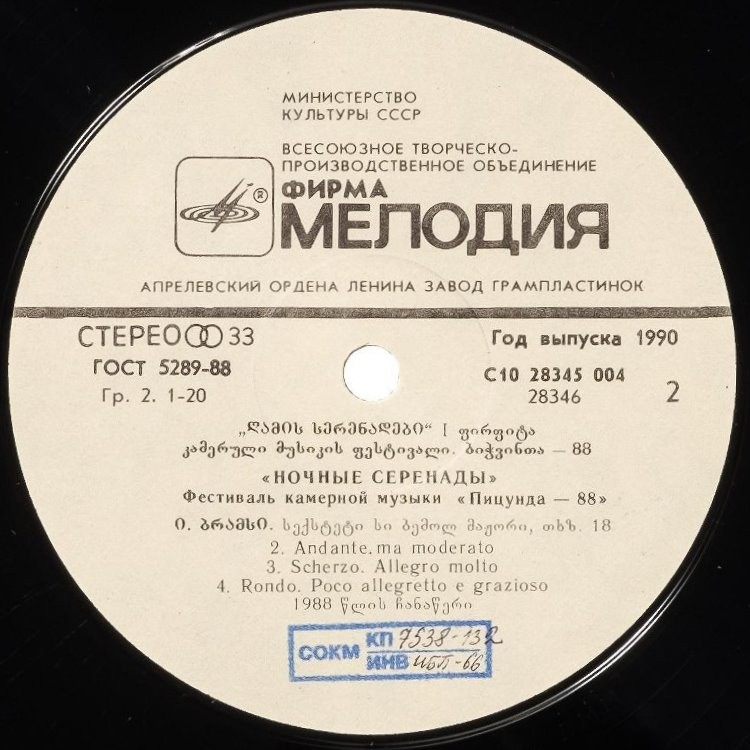 МИНИСТЕРСТВО
КУЛЬТУРЫ СССР
ВСЕСОЮЗНОЕ ТВОРЧЕСКО-
ПРОИЗВОДСТВЕННОЕ ОБЪЕДИНЕНИЕ
®
ФИРМА
МЕЛОДИЯ
АПРЕЛЕВСКИЙ ОРДЕНА ЛЕНИНА ЗАВОД ГРАМПЛАСТИНОК
СТЕРЕО 33
ГОСТ 5289-88
Гр. 2. 1-20
Год выпуска 1990
С10 28345 004
28346
2
„ღამის სერენადები“ I ფირფიტა
კამერული მუსიკის ფესტივალი. ბიჭვინთა — 88
«НОЧНЫЕ СЕРЕНАДЫ»
Фестиваль камерной музыки «Пицунда — 88»
ი. ბრამსი. სექსტეტი სი ბემოლ მაჟორი, თხზ. 18
2. Andante, ma moderato
3. Scherzo. Allegro molto
4. Rondo. Poco allegretto e grazioso
1988 წლის ჩანაწერი
СОКМ КП 7538-132
ИНВ ИБП-66